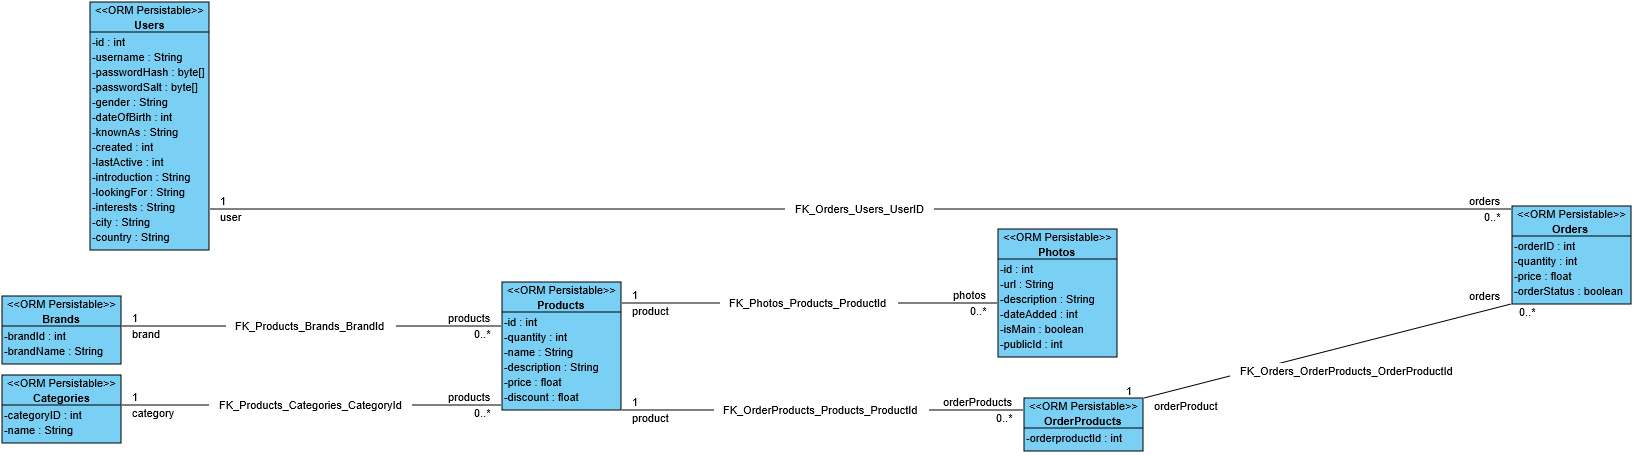 <<ORM Persistable>>
Users
-id : int
-username : String
-passwordHash : byte[]
-passwordSalt : byte[]
-gender : String
-dateOfBirth : int
-knownAs : String
-created : int
-lastActive : int
-introduction : String
-lookingFor : String
-interests : String
-city : String
-country : String
1
user
FK_Orders_Users_UserID
orders
0..*
<<ORM Persistable>>
Orders
-orderID : int
-quantity : int
-price : float
-orderStatus : boolean
orders
0..*
<<ORM Persistable>>
Brands
-brandId : int
-brandName : String
1
brand
FK_Products_Brands_BrandId
products
0..*
<<ORM Persistable>>
Categories
-categoryID : int
-name : String
1
category
FK_Products_Categories_CategoryId
products
0..*
<<ORM Persistable>>
Products
-id : int
-quantity : int
-name : String
-description : String
-price : float
-discount : float
1
product
FK_Photos_Products_ProductId
photos
0..*
<<ORM Persistable>>
Photos
-id : int
-url : String
-description : String
-dateAdded : int
-isMain : boolean
-publicId : int
1
product
FK_OrderProducts_Products_ProductId
orderProducts
0..*
<<ORM Persistable>>
OrderProducts
-orderproductId : int
1
orderProduct
FK_Orders_OrderProducts_OrderProductId